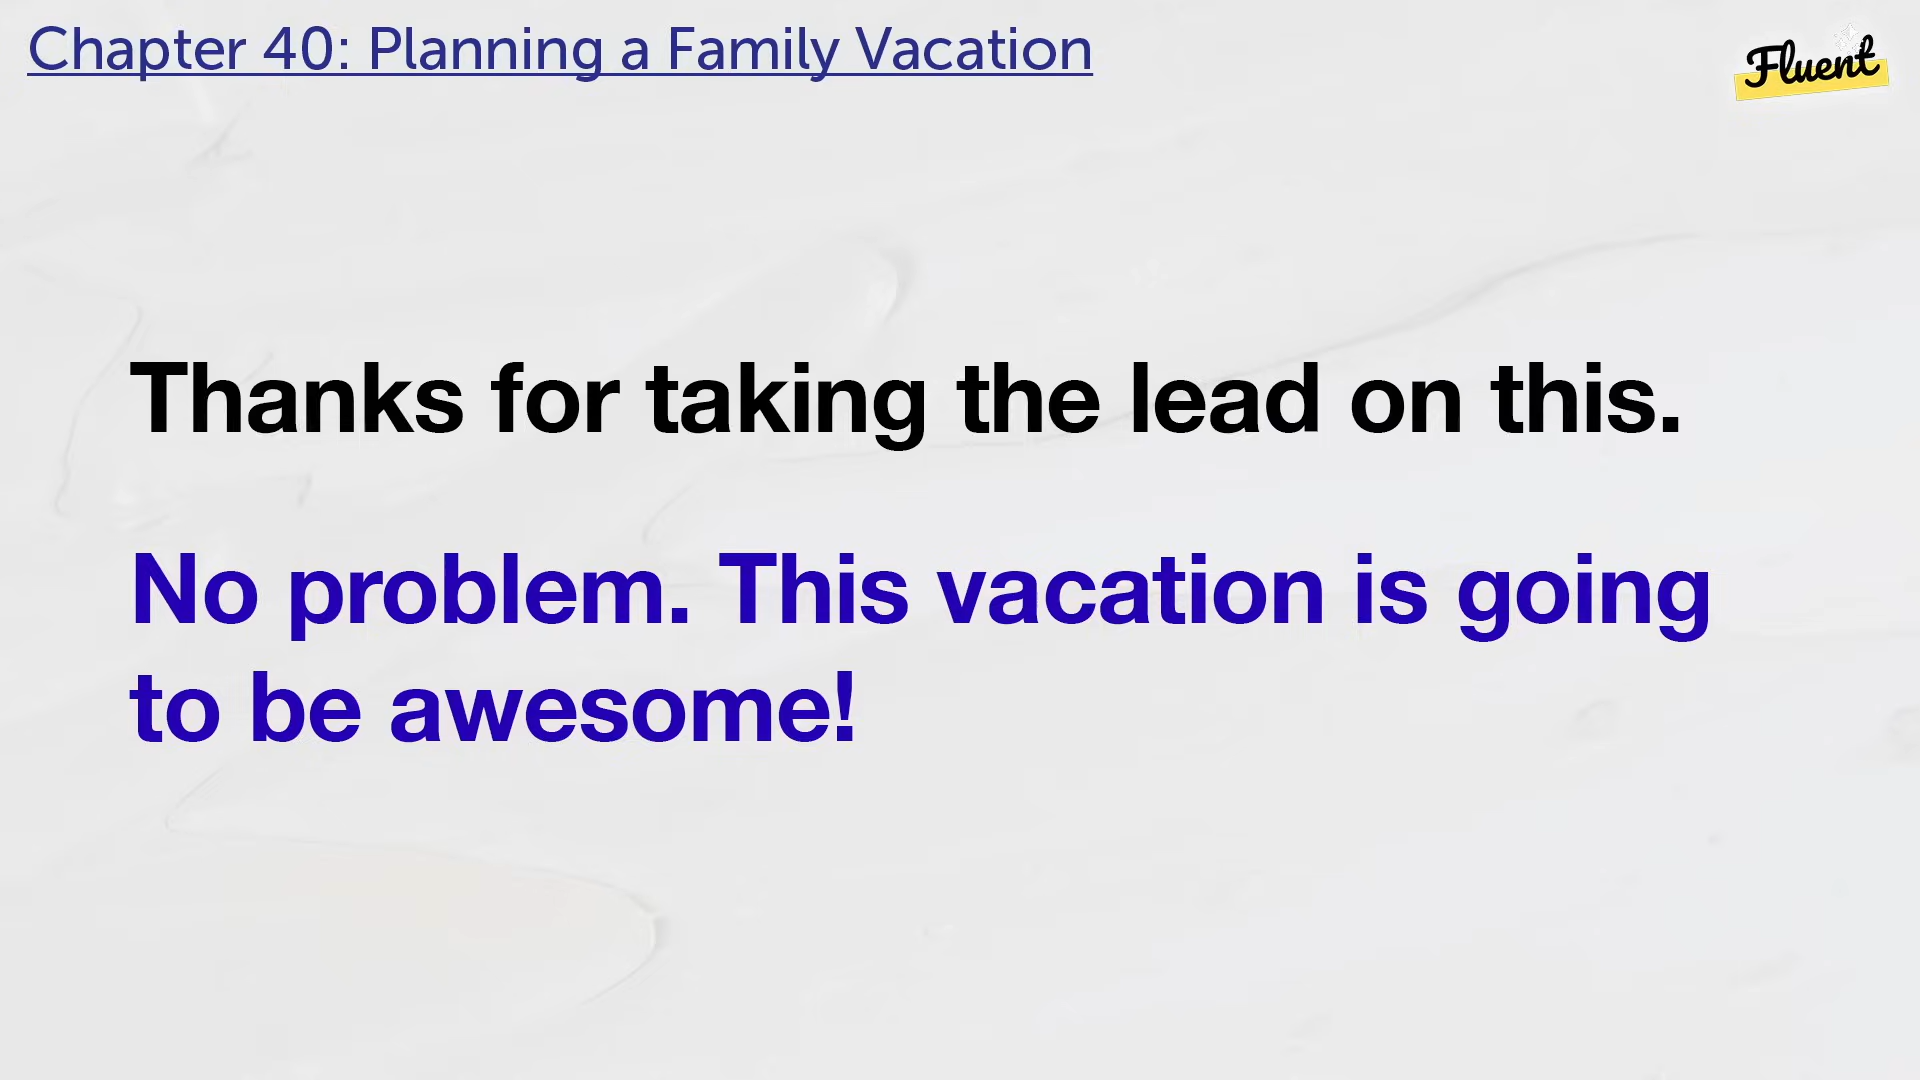 Chapter 40: Planning a Family Vacation
Fluent
Thanks for taking the lead on this.
No problem. This vacation is going
to be awesome!